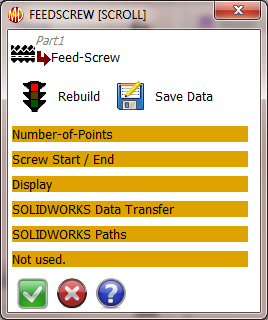 FEEDSCREW [SCROLL]
Part1
Feed-Screw
Rebuild
Save Data
Number-of-Points
Screw Start / End
Display
SOLIDWORKS Data Transfer
SOLIDWORKS Paths
Not used.